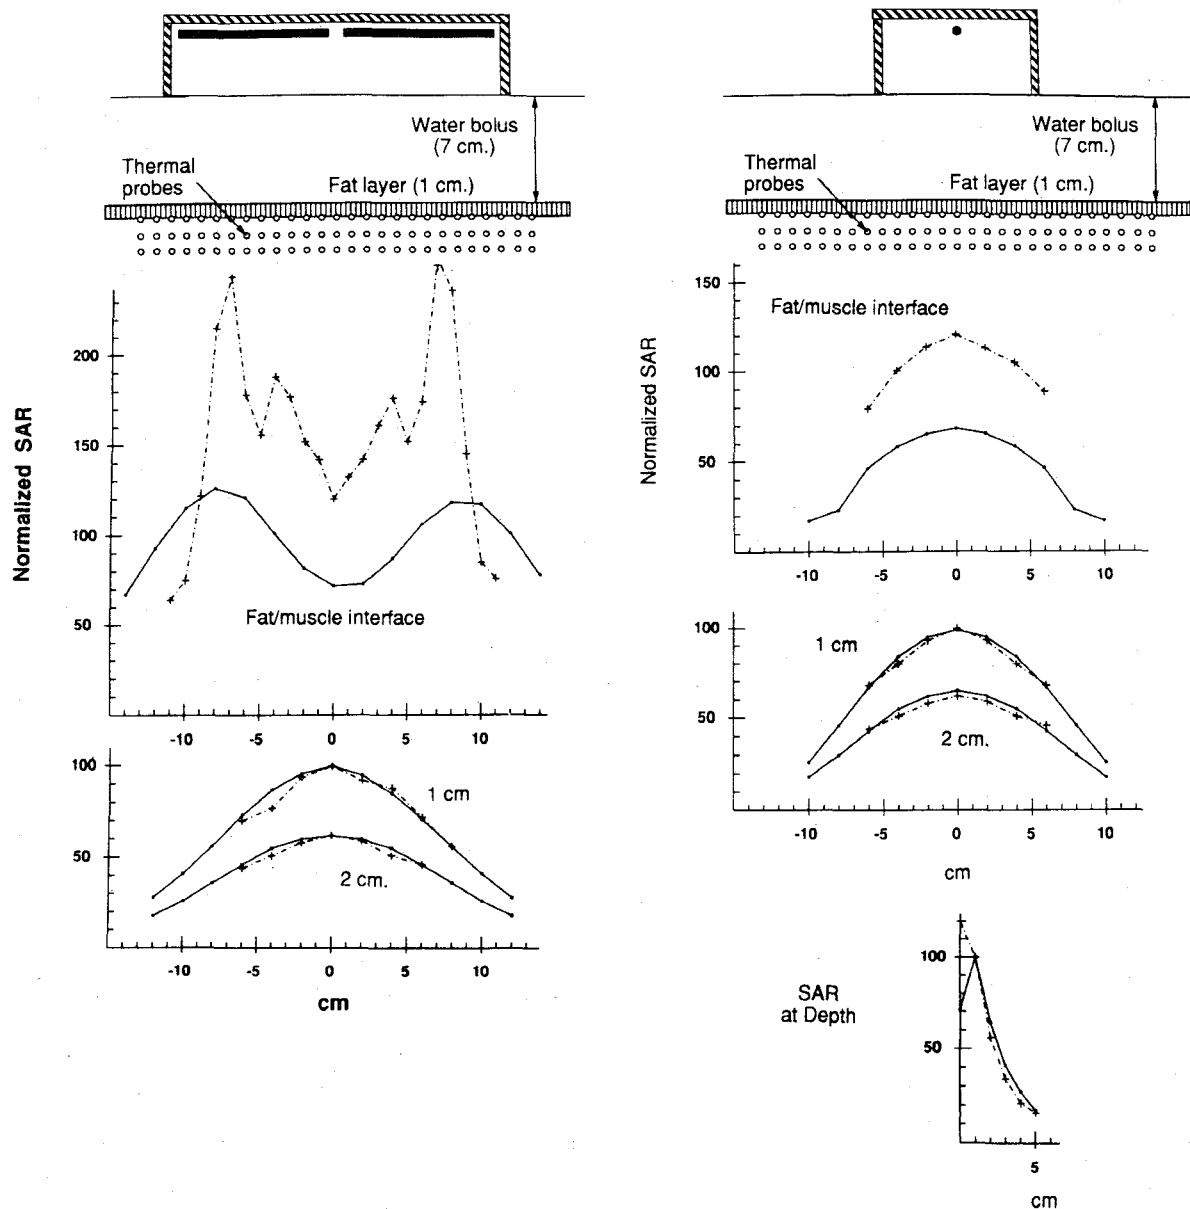 Water bolus
(7 cm.)
Thermal
probes
Fat layer (1 cm.)
Normalized SAR
200
150
100
50
Fat/muscle interface
-10
-5
0
5
10
100
50
1 cm
2 cm.
-10
-5
0
5
10
cm
Water bolus
(7 cm.)
Thermal
probes
Fat layer (1 cm.)
Normalized SAR
150
100
50
Fat/muscle interface
-10
-5
0
5
10
100
50
1 cm
2 cm.
-10
-5
0
5
10
cm
SAR
at Depth
100
50
5
cm